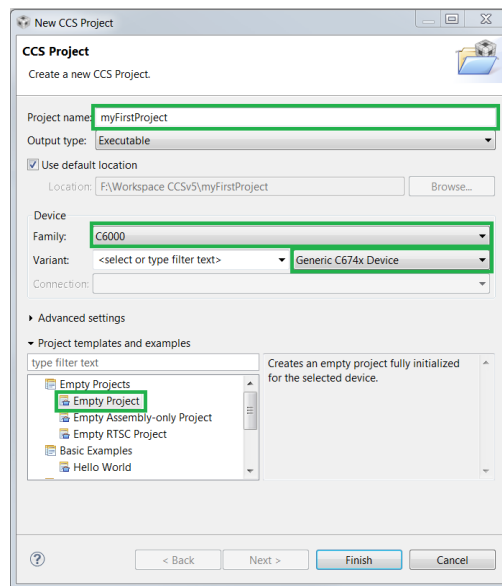 New CCS Project
CCS Project
Create a new CCS Project.
Project name: myFirstProject
Output type: Executable
Use default location
Location: F:\Workspace CCSv5\myFirstProject Browse...
Device
Family: C6000
Variant: <select or type filter text> Generic C674x Device
Connection:
Advanced settings
Project templates and examples
type filter text
Creates an empty project fully initialized
for the selected device.
Empty Projects
Empty Project
Empty Assembly-only Project
Empty RTSC Project
Basic Examples
Hello World
? < Back Next > Finish Cancel